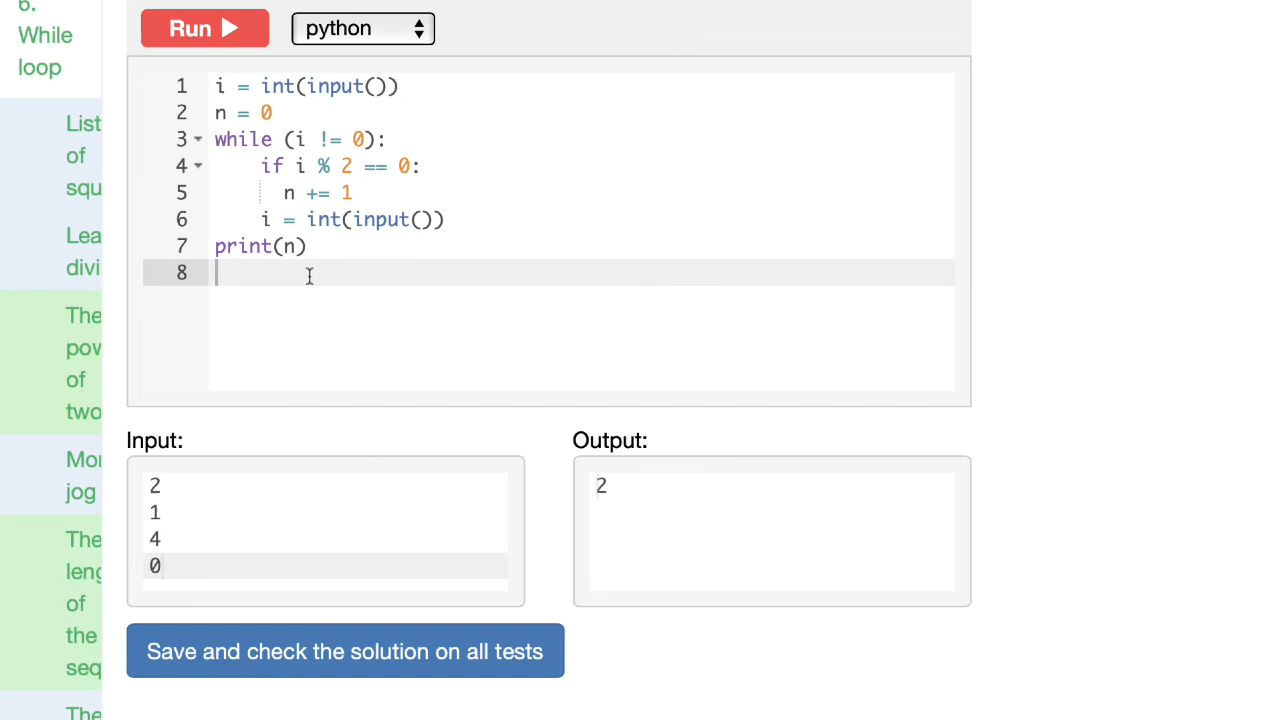 6.
While
loop
List
of
squ
Lea
divi
The
pow
of
two
Mor
jog
The
leng
of
the
seq
The
Run
python
1 i = int(input())
2 n = 0
3 while (i != 0):
4 if i % 2 == 0:
5 n += 1
6 i = int(input())
7 print(n)
8
Input:
2
1
4
0
Output:
2
Save and check the solution on all tests